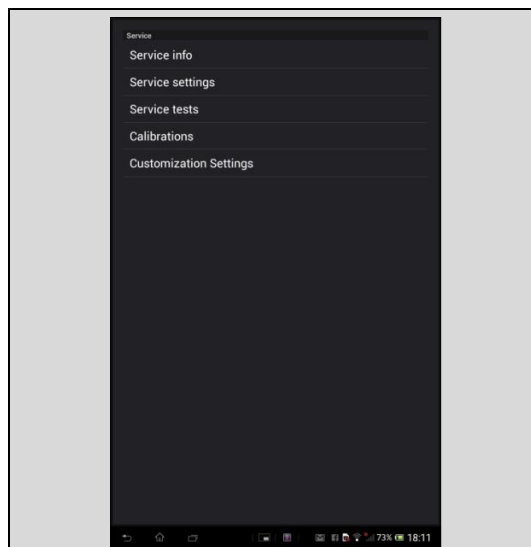 Service
Service info
Service settings
Service tests
Calibrations
Customization Settings
73% 18:11